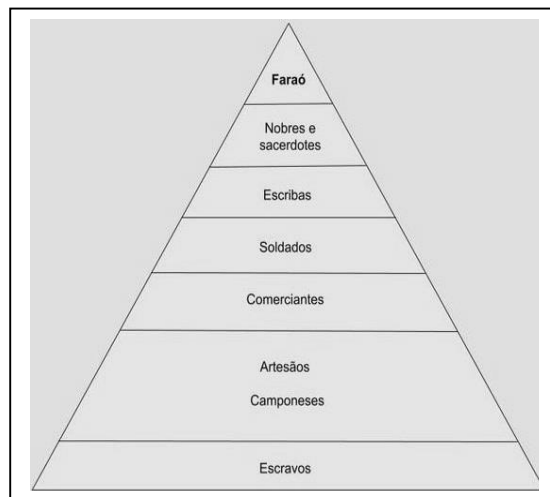 Faraó
Nobres e
sacerdotes
Escribas
Soldados
Comerciantes
Artesãos
Camponeses
Escravos